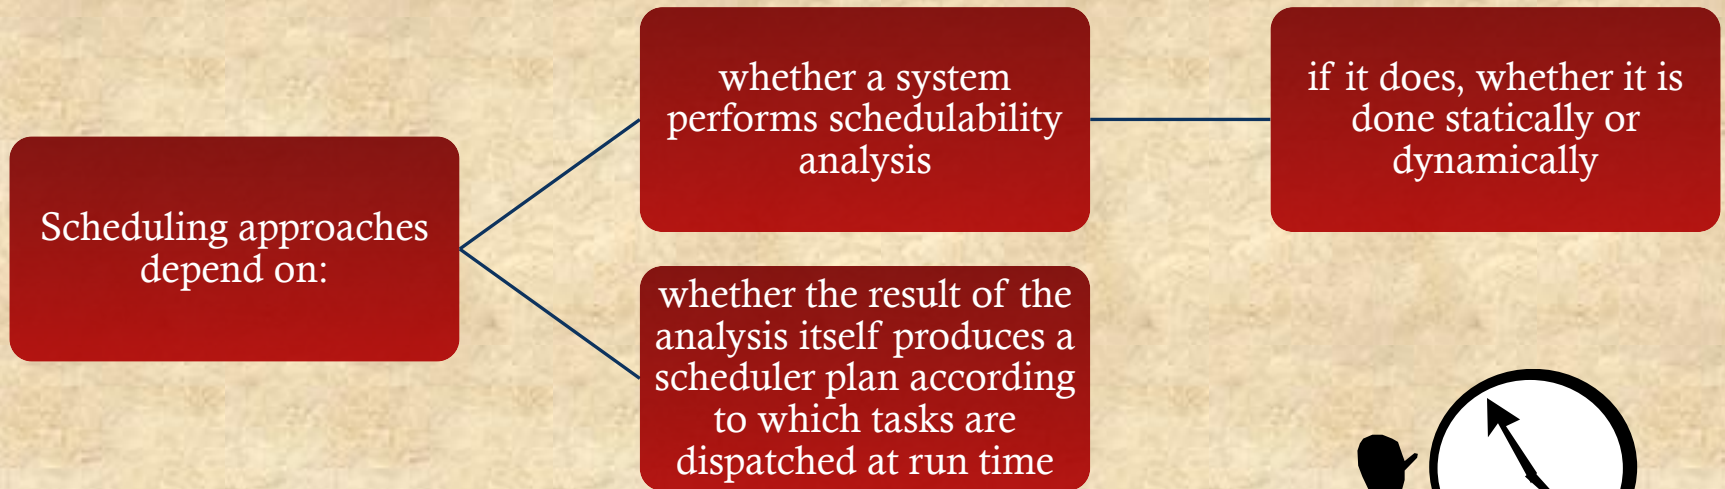 Scheduling approaches
depend on:
whether a system
performs schedulability
analysis
if it does, whether it is
done statically or
dynamically
whether the result of the
analysis itself produces a
scheduler plan according
to which tasks are
dispatched at run time